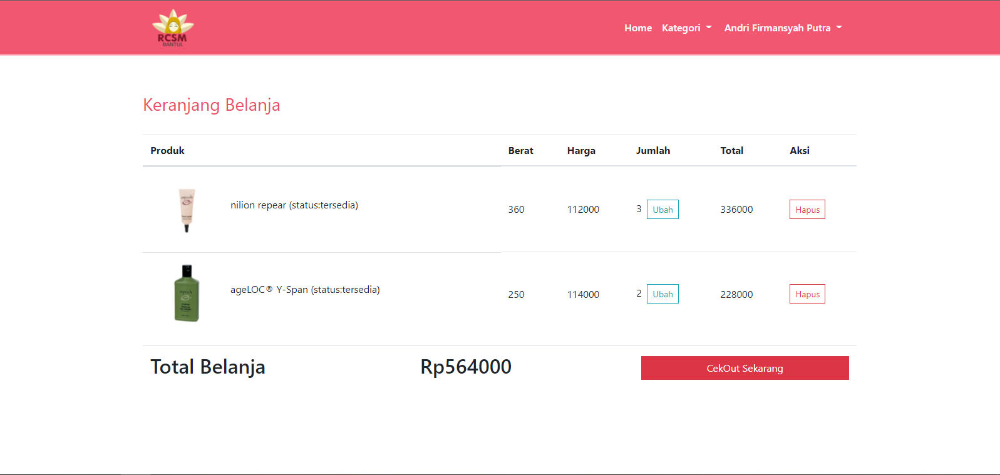 RCSM
BANTUL
Home Kategori Andri Firmansyah Putra
Keranjang Belanja
Produk Berat Harga Jumlah Total Aksi
nilion repear (status:tersedia) 360 112000 3 Ubah 336000 Hapus
epoch
ageLOC® Y-Span (status:tersedia) 250 114000 2 Ubah 228000 Hapus
Total Belanja Rp564000 CekOut Sekarang